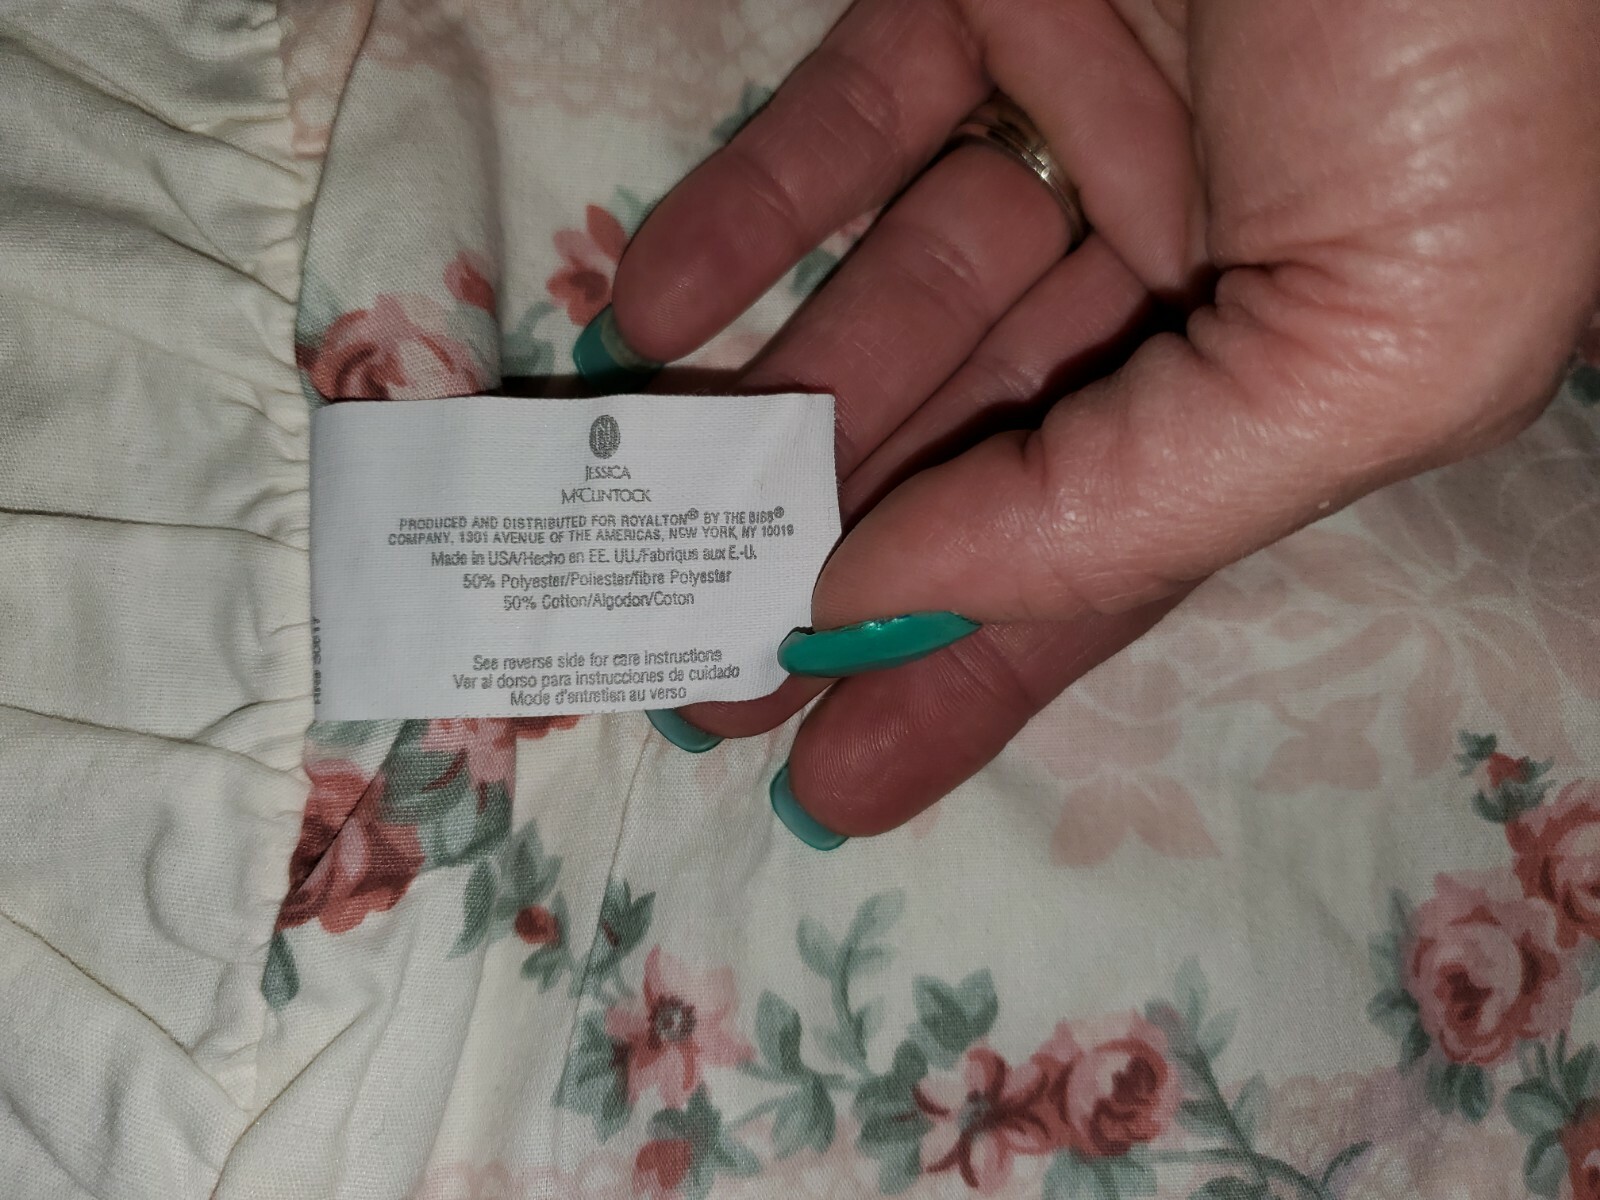 JESSICA
McCLINTOCK
PRODUCED AND DISTRIBUTED FOR ROYALTON® BY THE BIBB®
COMPANY, 1301 AVENUE OF THE AMERICAS, NEW YORK, NY 10019
Made in USA/Hecho en EE. UU./Fabrique aux E.-U.
50% Polyester/Poliester/fibre Polyester
50% Cotton/Algodon/Coton
See reverse side for care instructions
Ver al dorso para instrucciones de cuidado
Mode d'entretien au verso